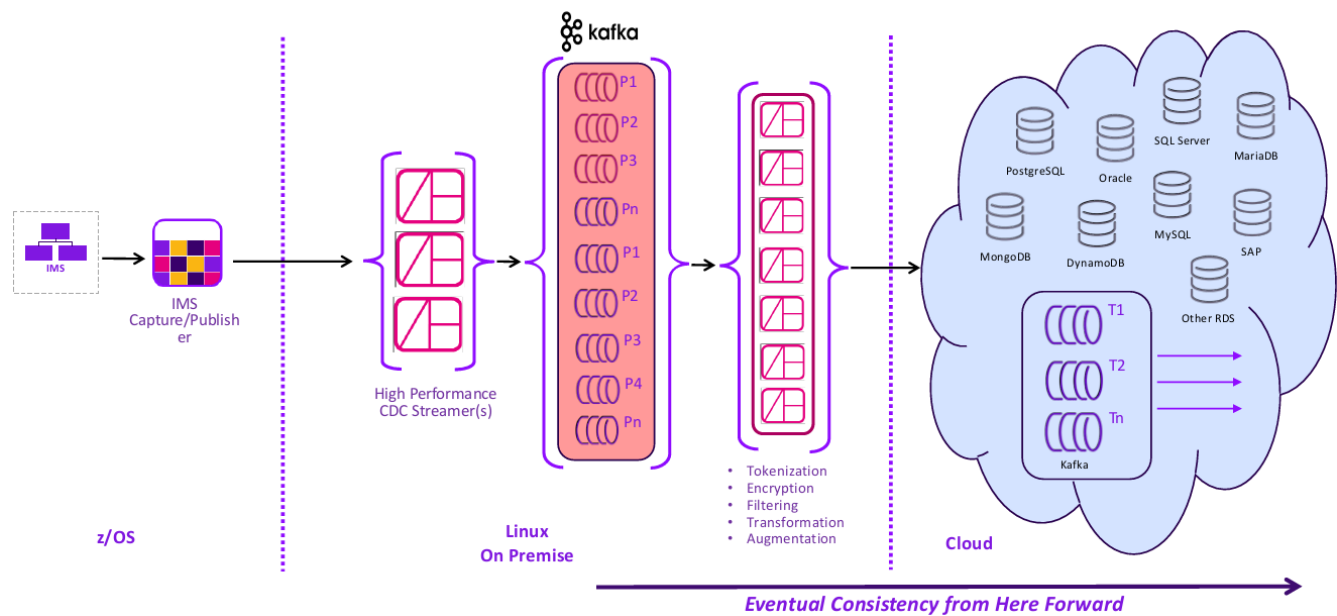 kafka
P1
P2
P3
Pn
P1
P2
P3
P4
Pn
IMS
IMS
Capture/Publish
er
High Performance
CDC Streamer(s)
• Tokenization
• Encryption
• Filtering
• Transformation
• Augmentation
SQL Server
MariaDB
PostgreSQL
Oracle
MySQL
SAP
MongoDB
DynamoDB
Other RDS
T1
T2
Tn
Kafka
z/OS
Linux
On Premise
Cloud
Eventual Consistency from Here Forward